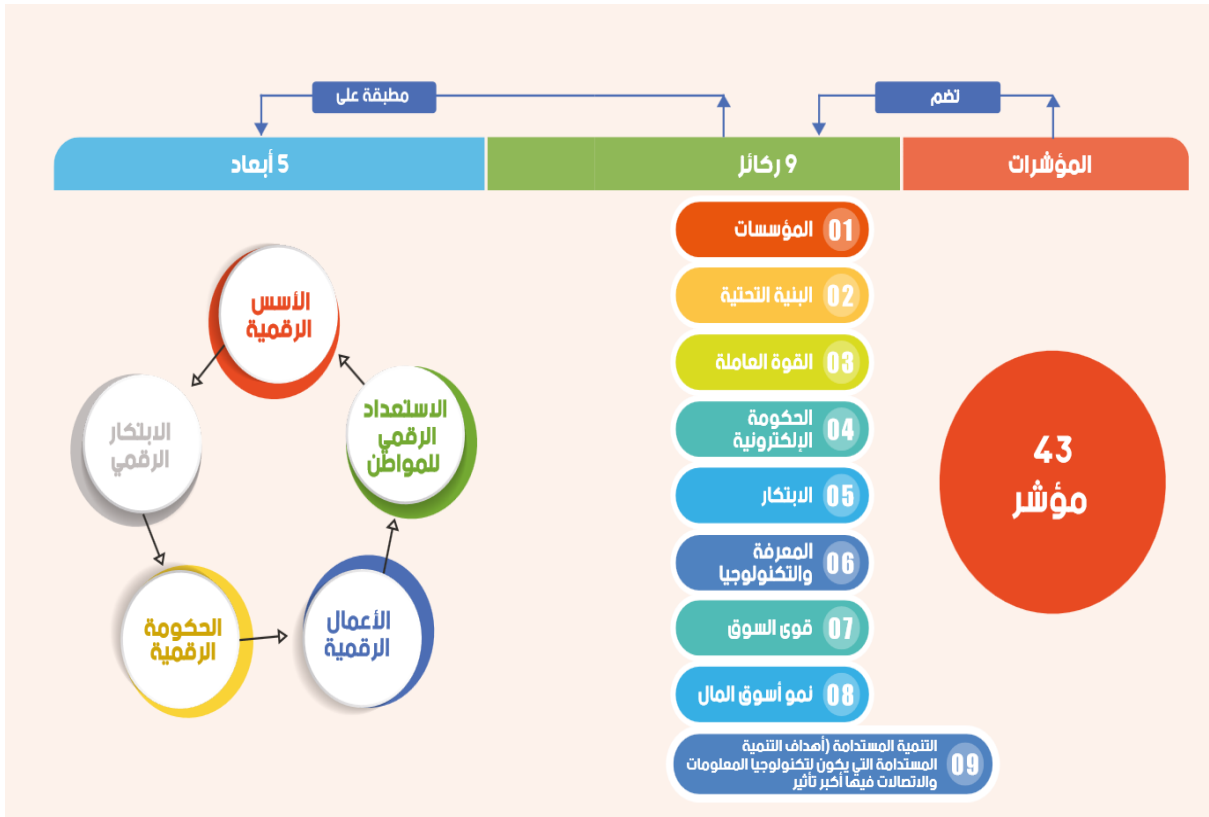 تضم
مطبقة على
المؤشرات
9 ركائز
5 أبعاد
43
مؤشر
01 المؤسسات
02 البنية التحتية
03 القوة العاملة
04 الحكومة
الإلكترونية
05 الابتكار
06 المعرفة
والتكنولوجيا
07 قوى السوق
08 نمو أسوق المال
09 التنمية المستدامة (أهداف التنمية
المستدامة التي يكون لتكنولوجيا المعلومات
والاتصالات فيها أكبر تأثير
الأسس
الرقمية
الابتكار
الرقمي
الحكومة
الرقمية
الأعمال
الرقمية
الاستعداد
الرقمي
للمواطن